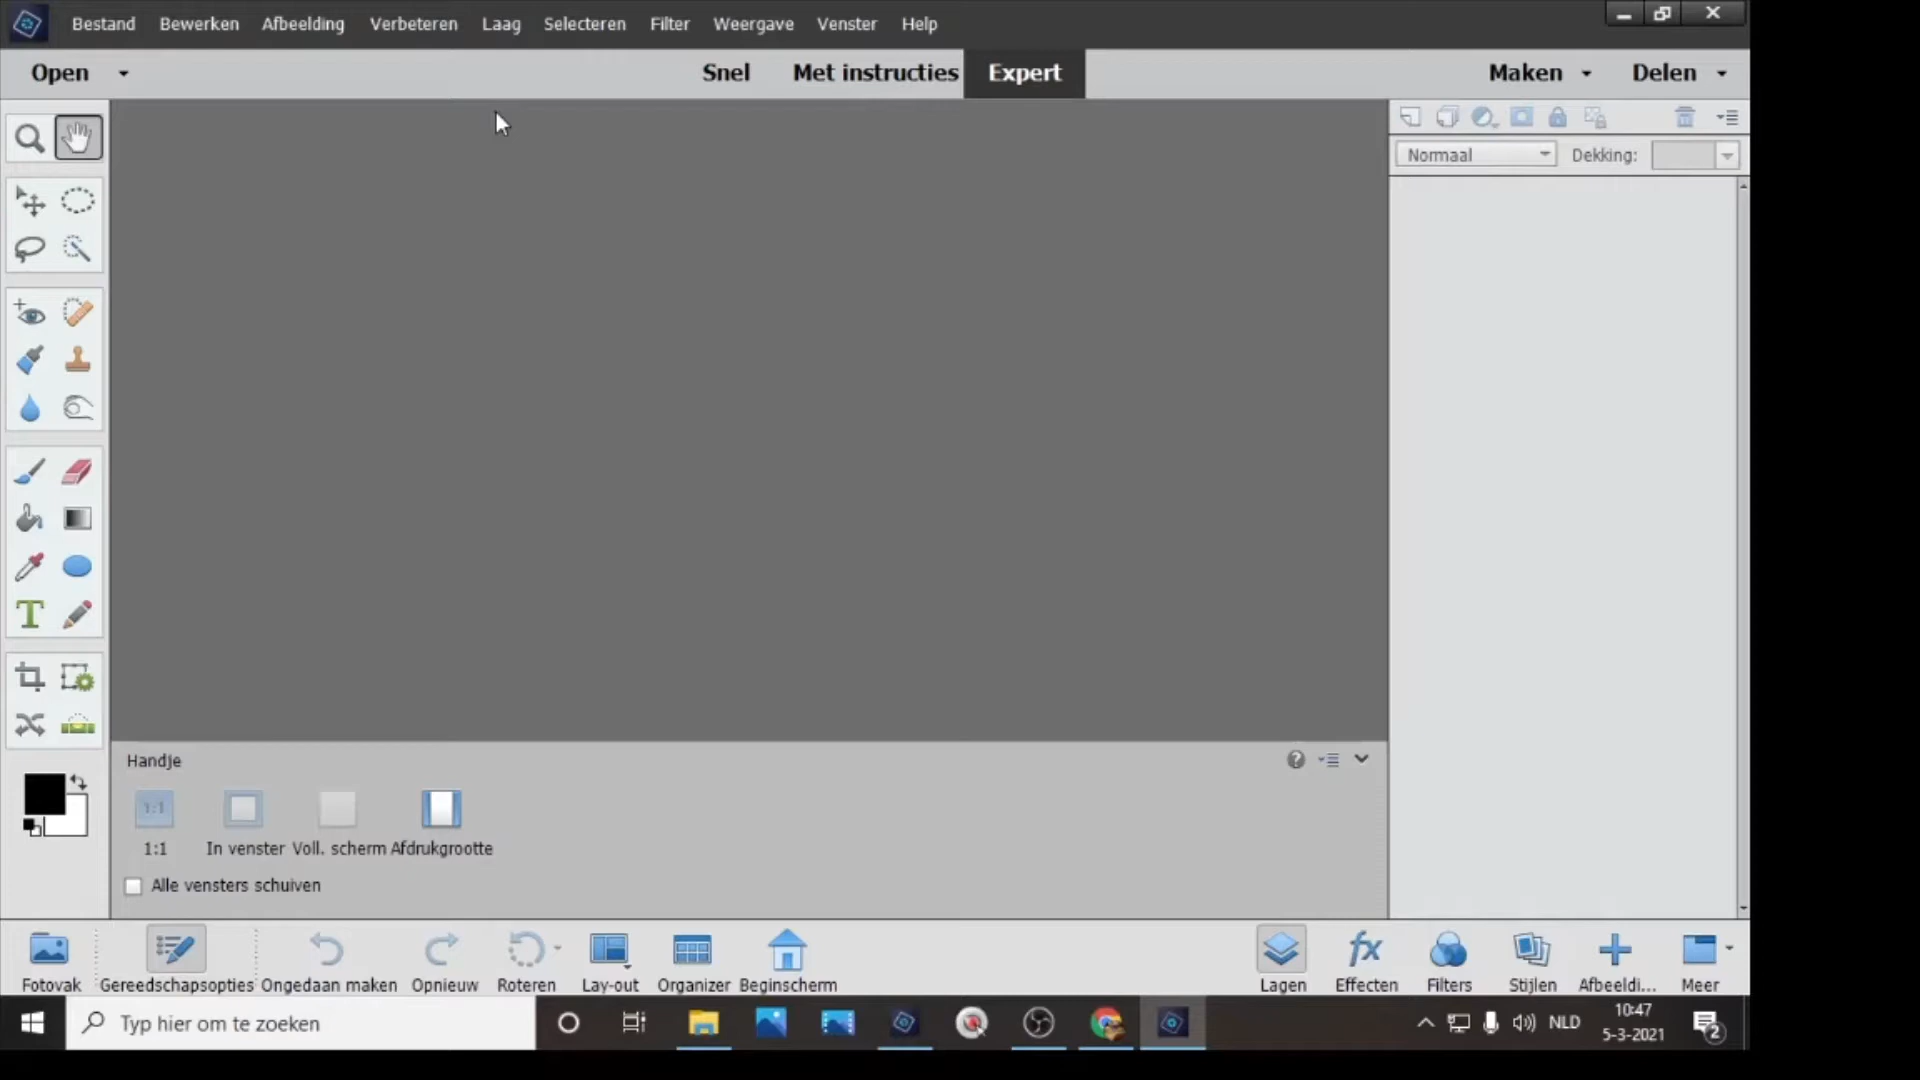 Bestand Bewerken Afbeelding Verbeteren Laag Selecteren Filter Weergave Venster Help
Open Snel Met instructies Expert Maken Delen
Normaal Dekking:
T
Handje
1:1
1:1 In venster Voll. scherm Afdrukgrootte
Alle vensters schuiven
fx
Fotovak Gereedschapsopties Ongedaan maken Opnieuw Roteren Lay-out Organizer Beginscherm Lagen Effecten Filters Stijlen Afbeeldi... Meer
Typ hier om te zoeken NLD 10:47 2
5-3-2021